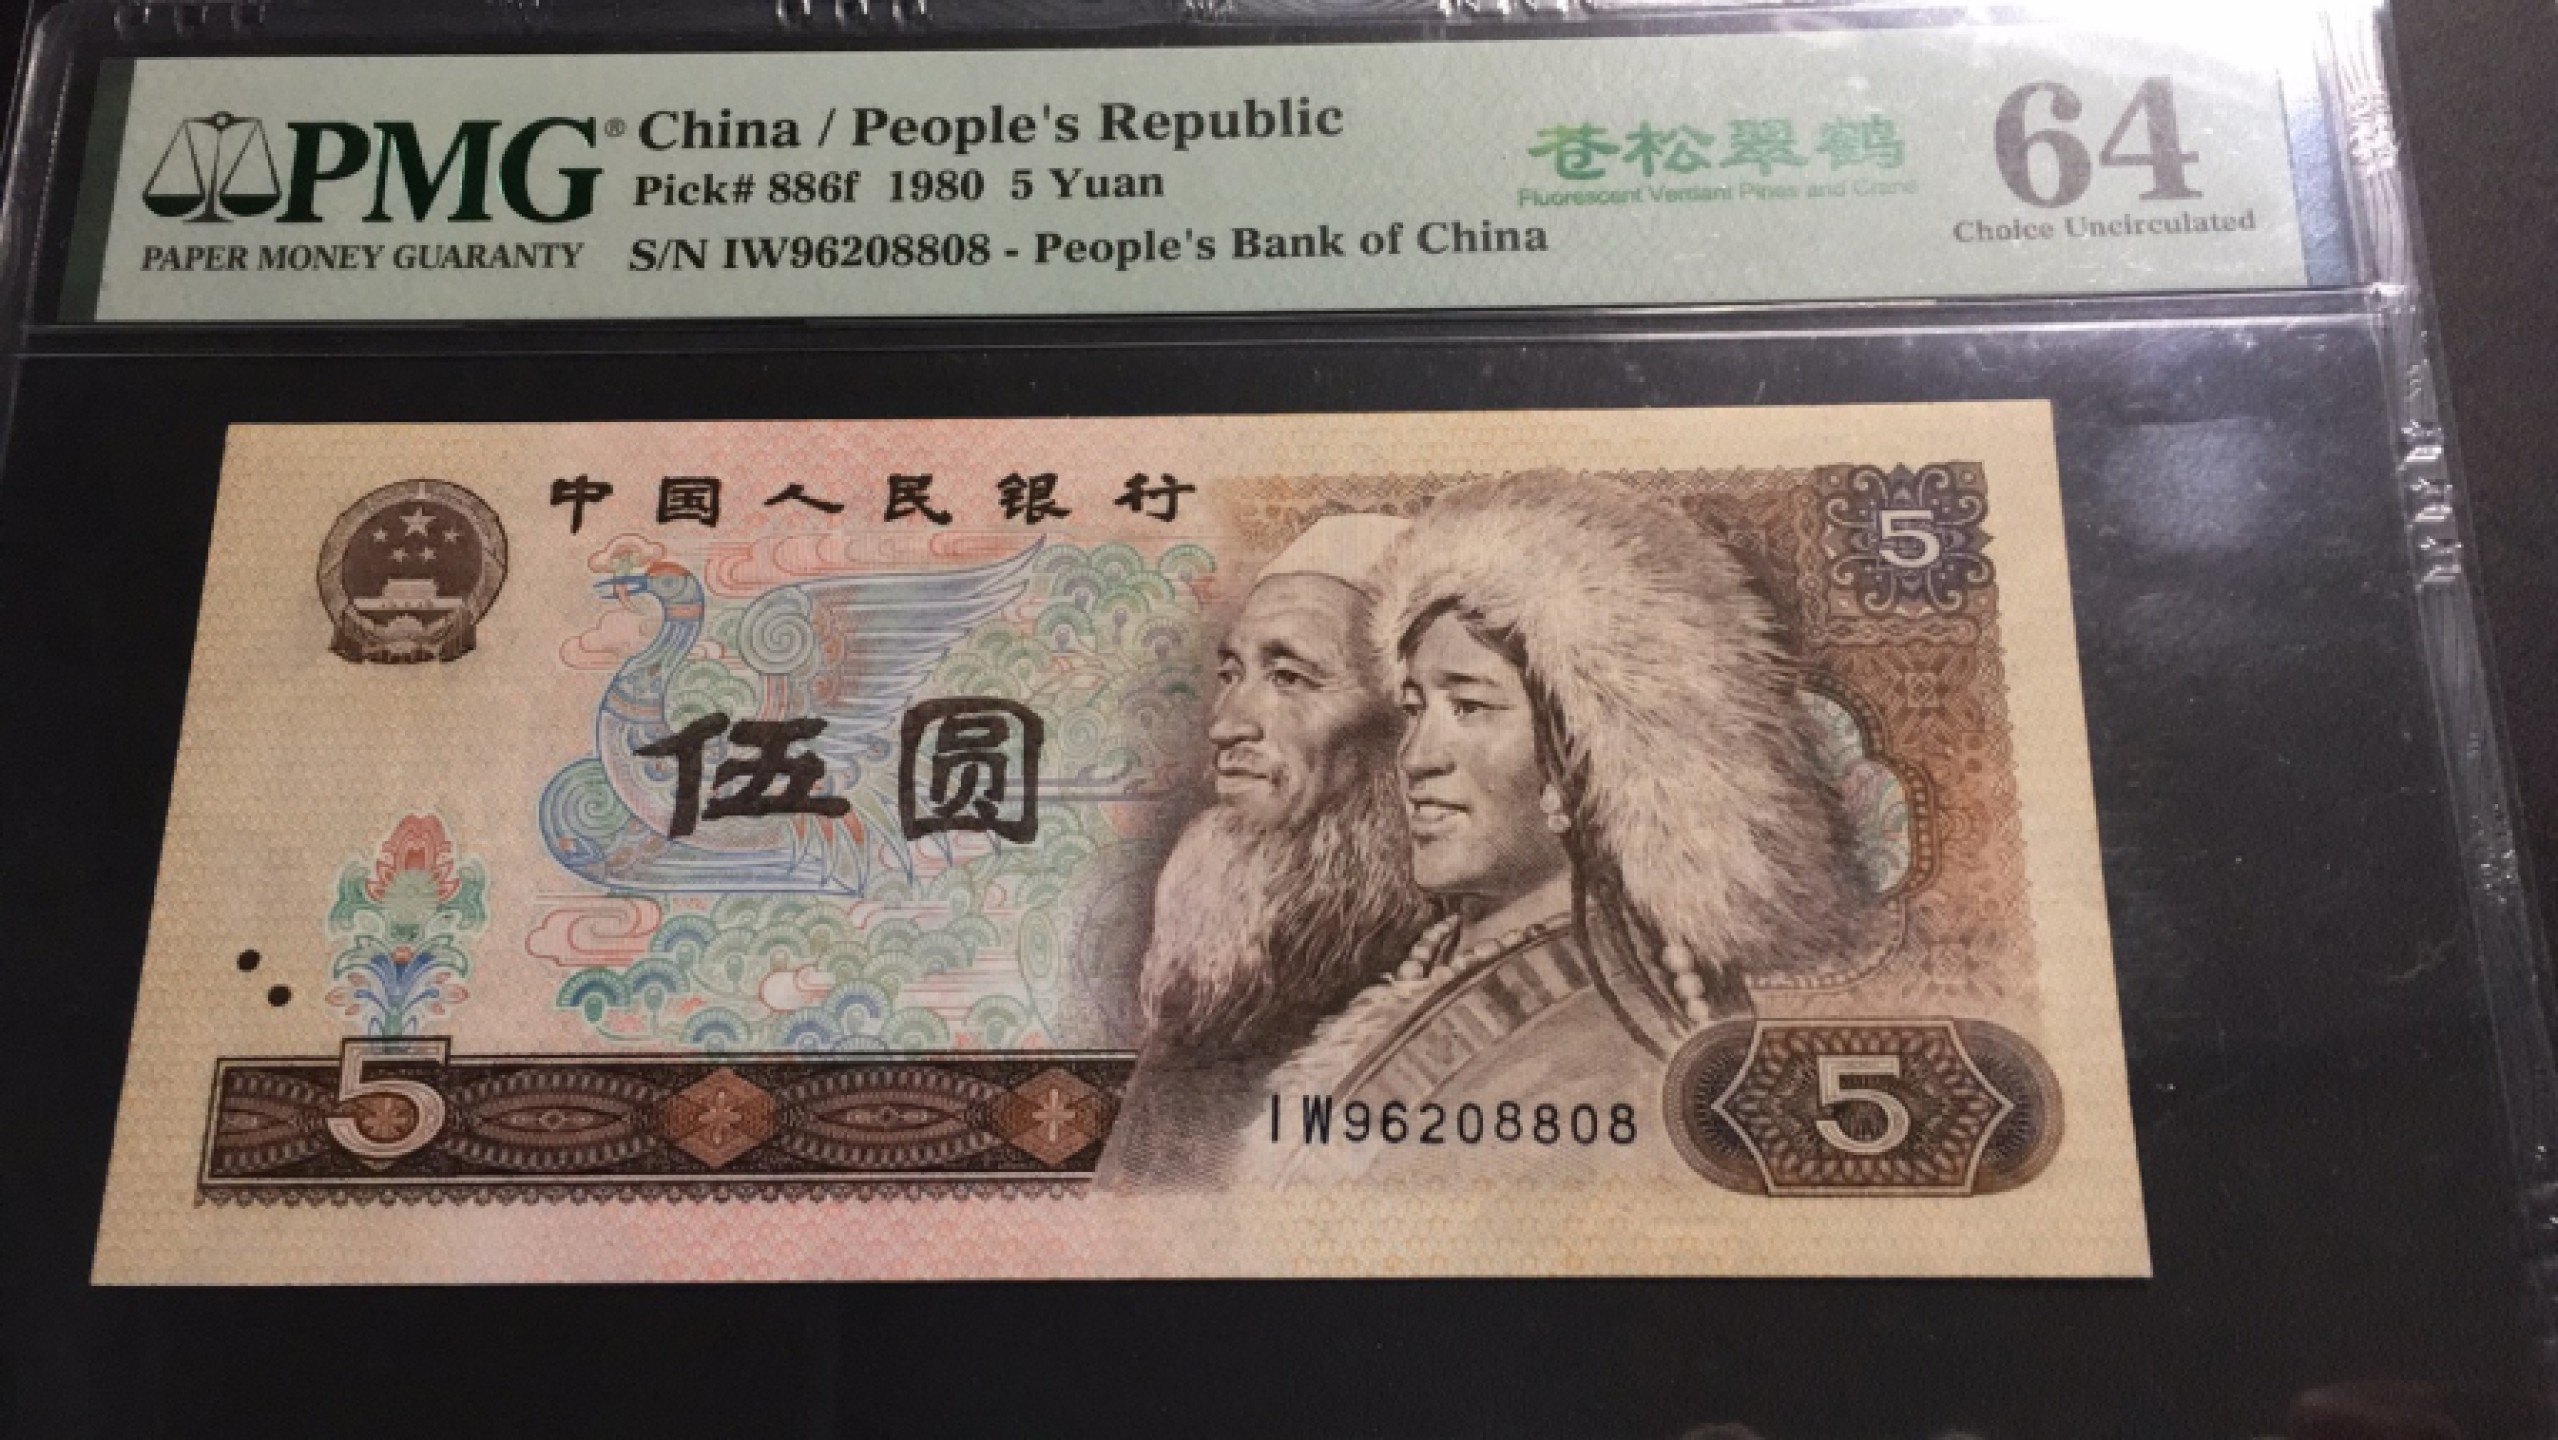 PMG® China / People's Republic
Pick# 886f 1980 5 Yuan
PAPER MONEY GUARANTY
S/N IW96208808 - People's Bank of China
苍松翠鹤
Fluorescent Verdant Pines and Crane
64
Choice Uncirculated
中国人民银行
5
伍圆
5
IW96208808
5